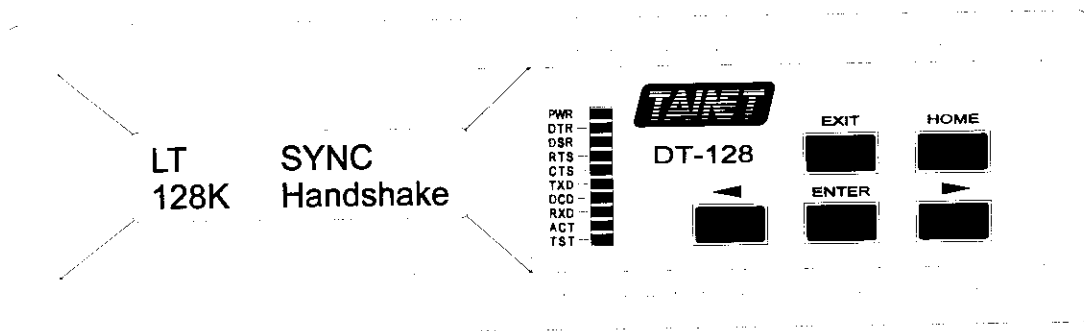 LT SYNC
128K Handshake
PWR
DTR
DSR
RTS
CTS
TXD
DCD
RXD
ACT
TST
TAINET
DT-128
EXIT
HOME
ENTER